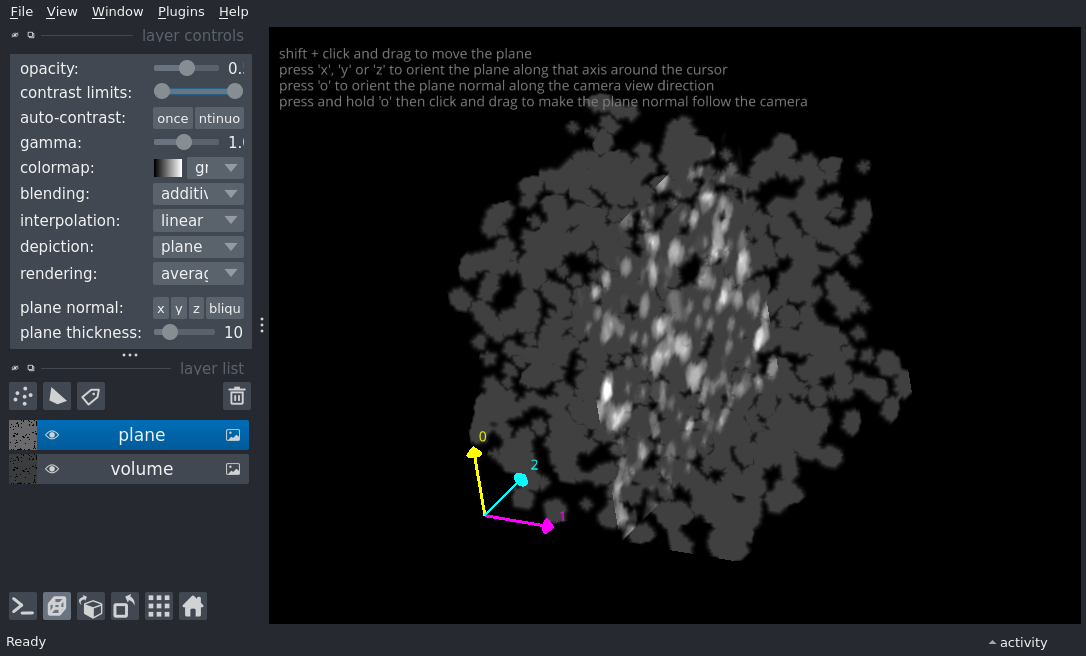 File View Window Plugins Help
layer controls
opacity: 0.
contrast limits:
auto-contrast: once ntinuo
gamma: 1.0
colormap: gr
blending: additiv
interpolation: linear
depiction: plane
rendering: averag
plane normal: x y z bliqu
plane thickness: 10
layer list
plane
volume
shift + click and drag to move the plane
press 'x', 'y' or 'z' to orient the plane along that axis around the cursor
press 'o' to orient the plane normal along the camera view direction
press and hold 'o' then click and drag to make the plane normal follow the camera
0
2
1
Ready
activity